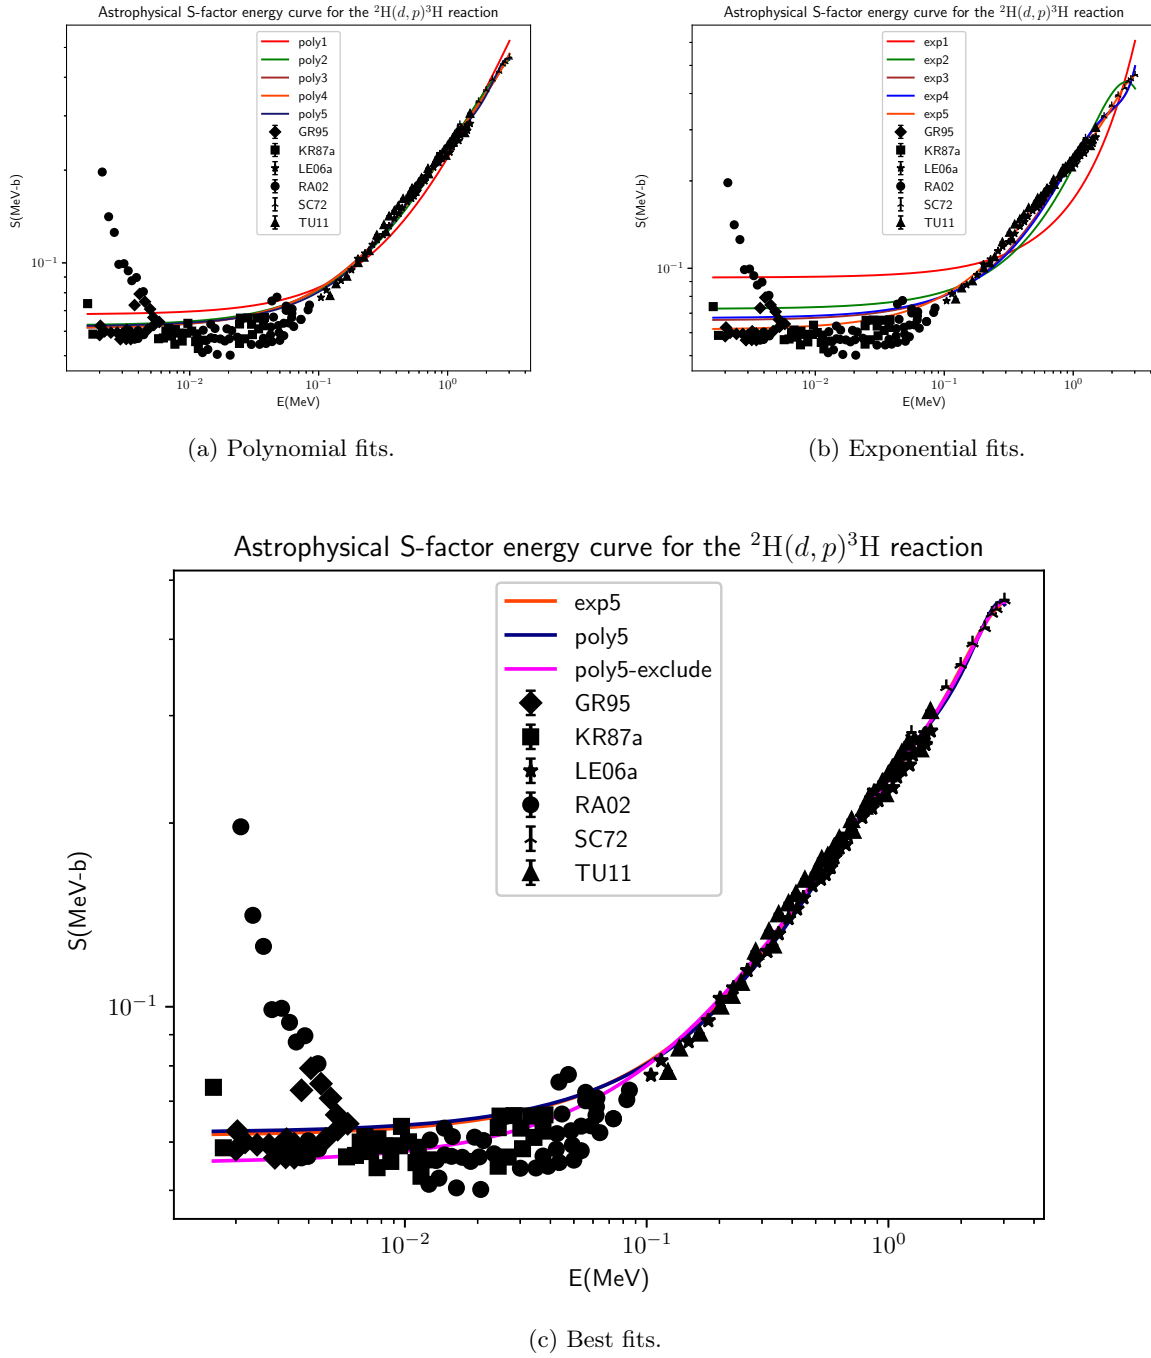 Astrophysical S-factor energy curve for the ²H(d, p)³H reaction
poly1
poly2
poly3
poly4
poly5
GR95
KR87a
LE06a
RA02
SC72
TU11
S(MeV-b)
10⁻¹
10⁻² 10⁻¹ 10⁰
E(MeV)
(a) Polynomial fits.
Astrophysical S-factor energy curve for the ²H(d, p)³H reaction
exp1
exp2
exp3
exp4
exp5
GR95
KR87a
LE06a
RA02
SC72
TU11
S(MeV-b)
10⁻¹
10⁻² 10⁻¹ 10⁰
E(MeV)
(b) Exponential fits.
Astrophysical S-factor energy curve for the ²H(d, p)³H reaction
exp5
poly5
poly5-exclude
GR95
KR87a
LE06a
RA02
SC72
TU11
S(MeV-b)
10⁻¹
10⁻² 10⁻¹ 10⁰
E(MeV)
(c) Best fits.